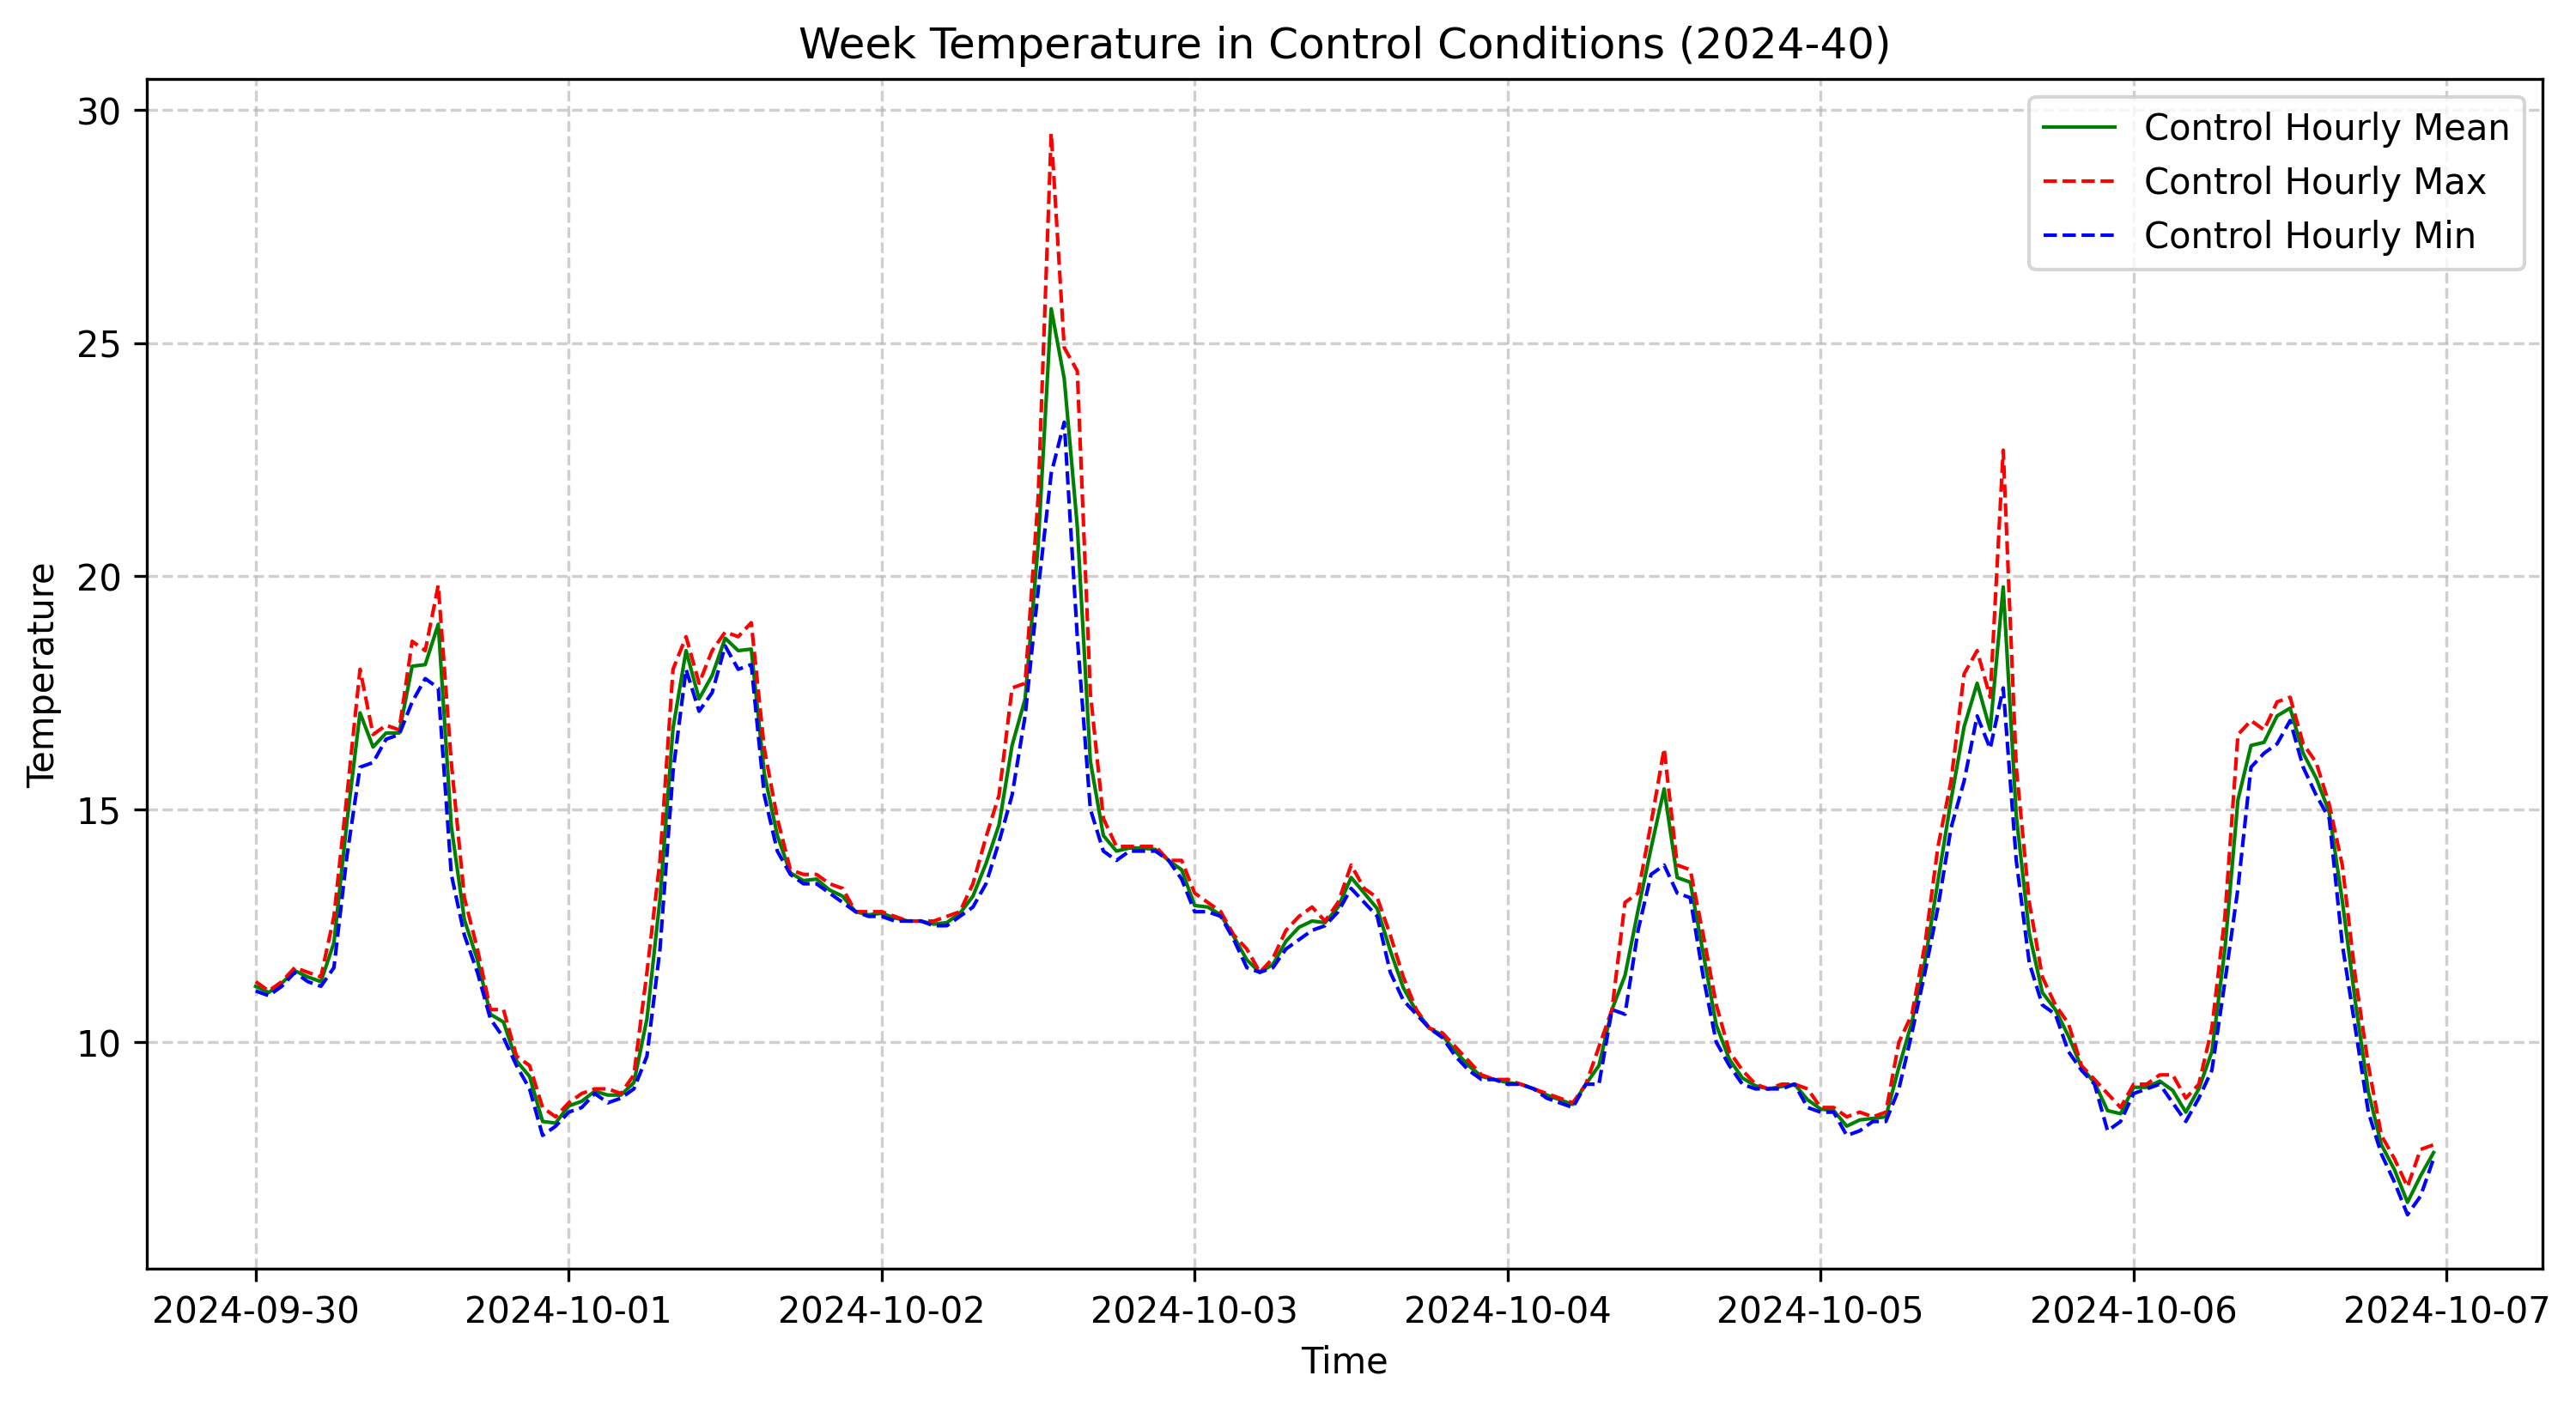 Week Temperature in Control Conditions (2024-40)
30
25
20
15
10
Temperature
Control Hourly Mean
Control Hourly Max
Control Hourly Min
2024-09-30
2024-10-01
2024-10-02
2024-10-03
2024-10-04
2024-10-05
2024-10-06
2024-10-07
Time